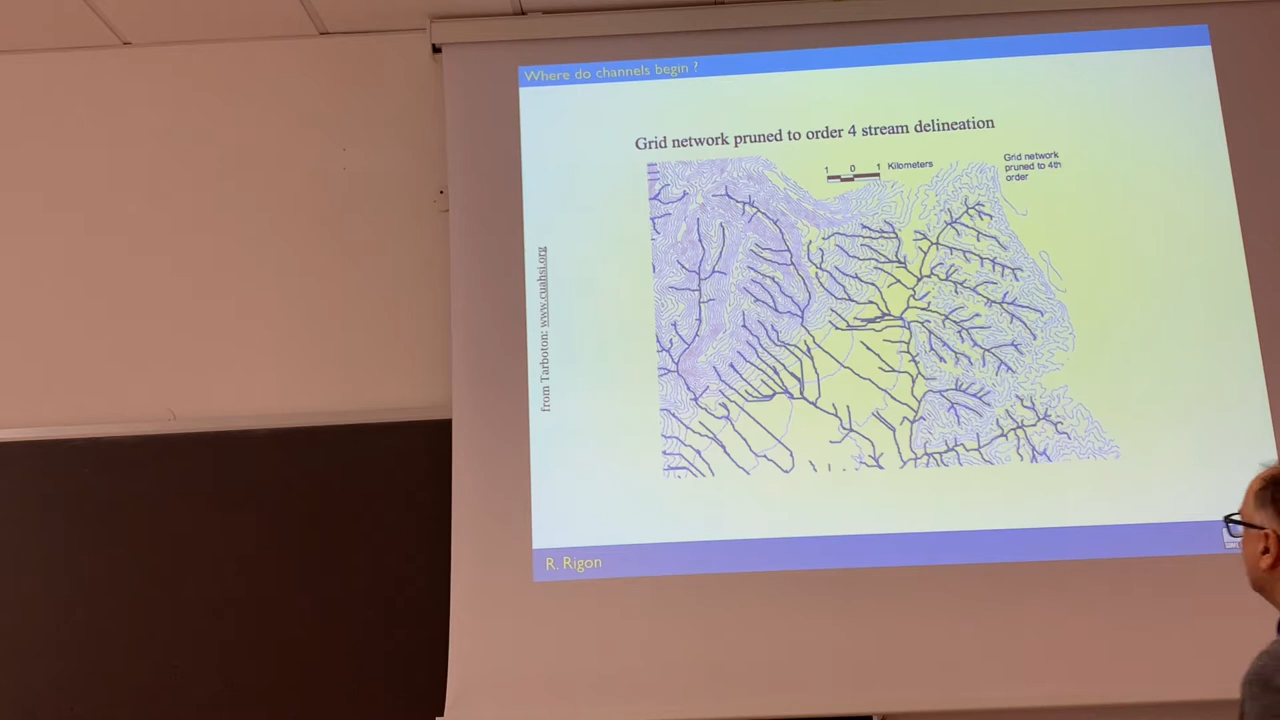 Where do channels begin ?
Grid network pruned to order 4 stream delineation
1 0 1 Kilometers
Grid network
pruned to 4th
order
from Tarboton: www.cuahsi.org
R. Rigon